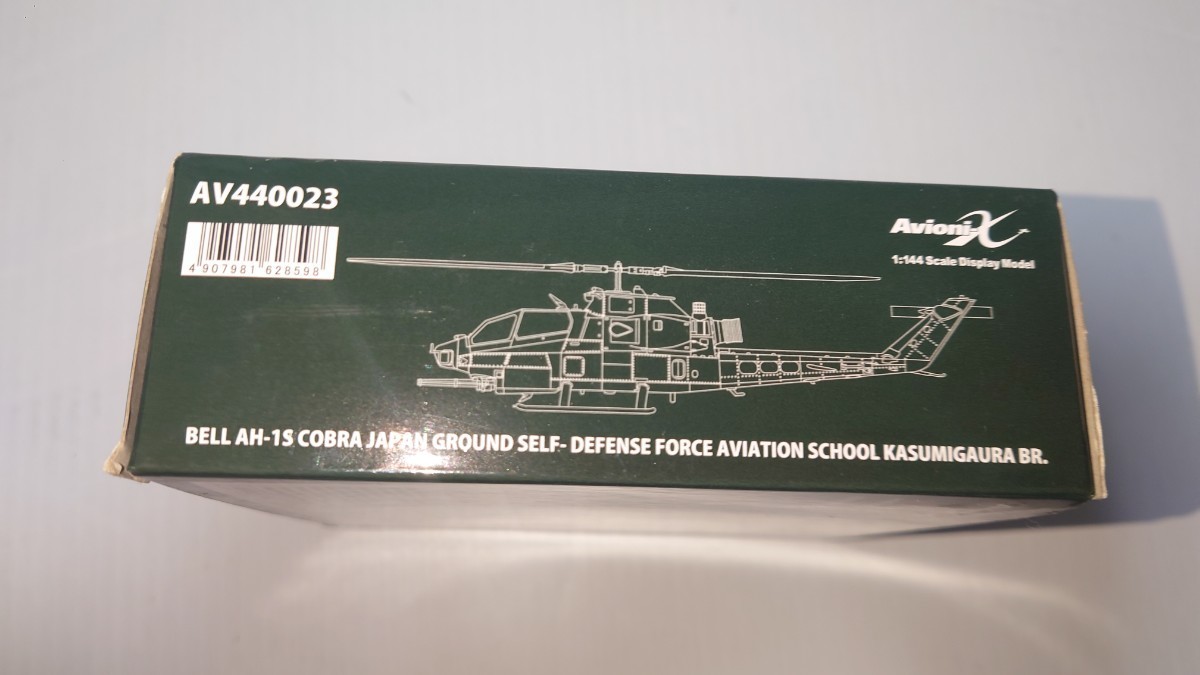 AV440023
4 907981 628598
Avioni-X
1:144 Scale Display Model
BELL AH-1S COBRA JAPAN GROUND SELF- DEFENSE FORCE AVIATION SCHOOL KASUMIGAURA BR.